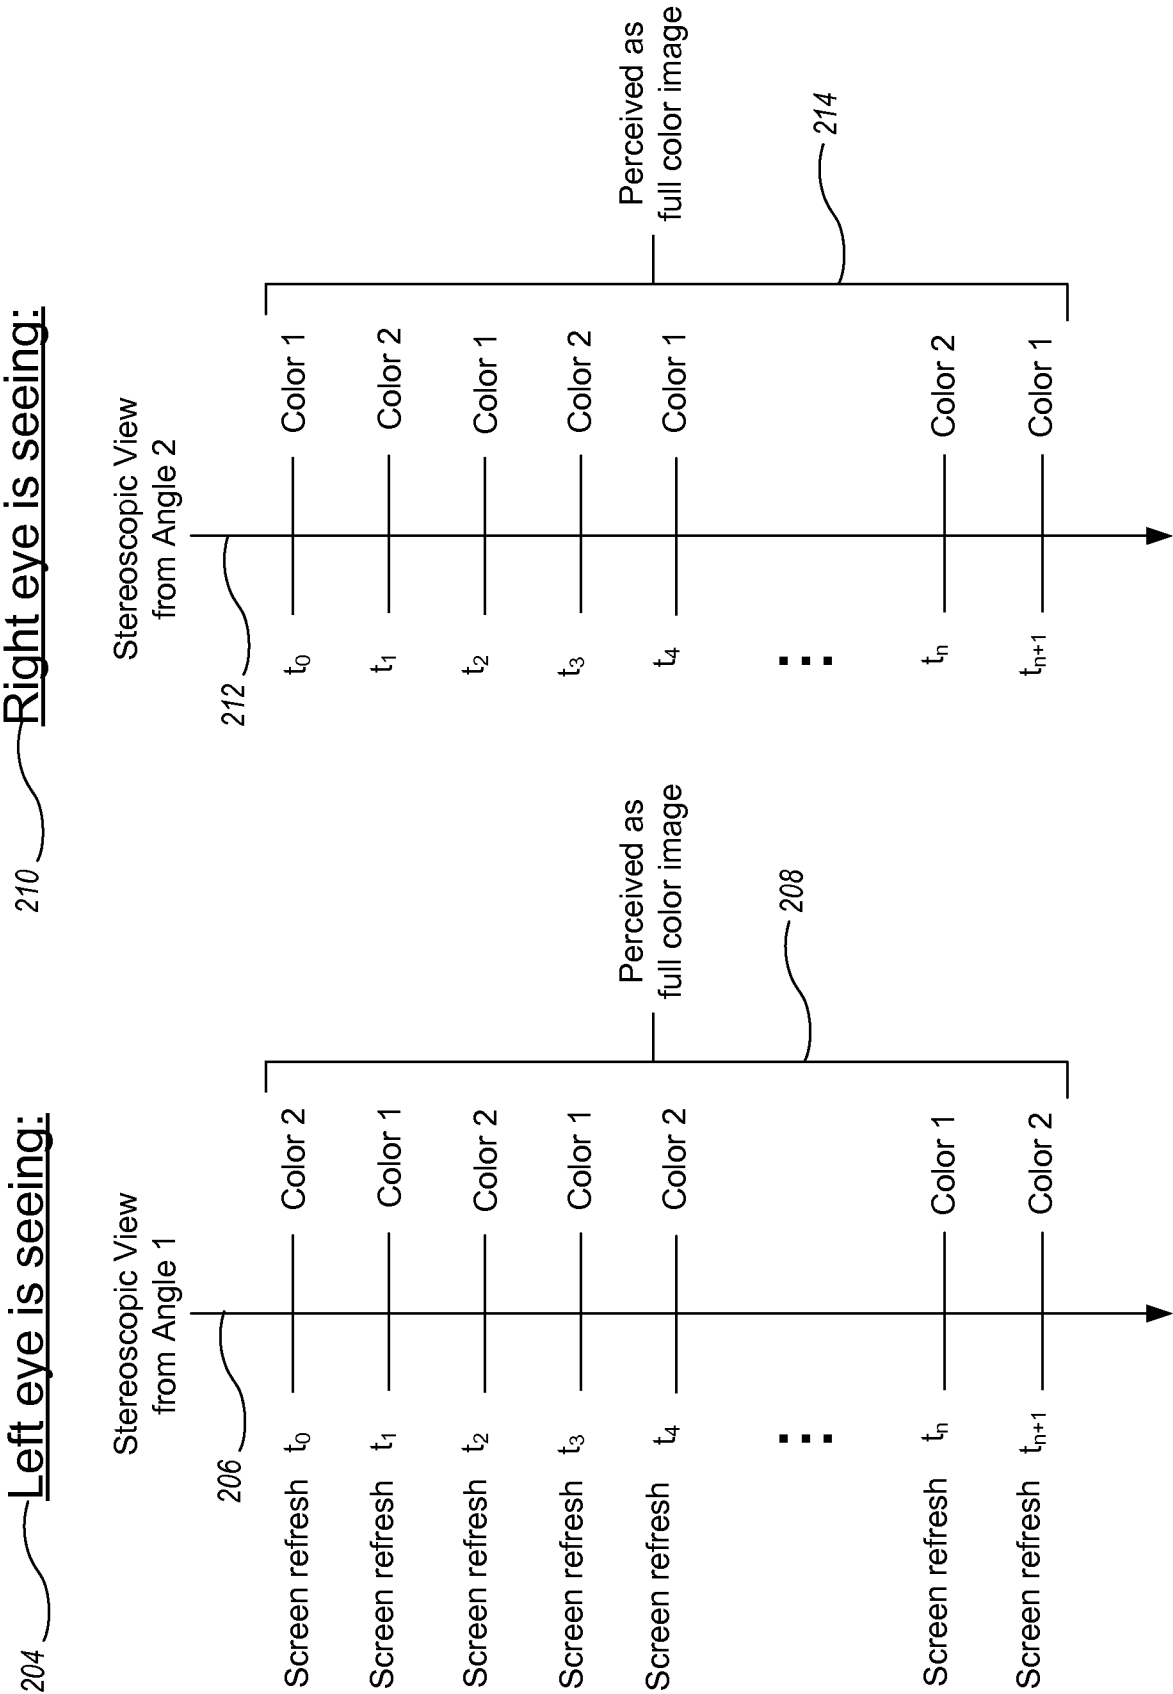 204
Left eye is seeing:
Stereoscopic View
from Angle 1
206
Screen refresh t0 Color 2
Screen refresh t1 Color 1
Screen refresh t2 Color 2
Screen refresh t3 Color 1
Screen refresh t4 Color 2
⋮
Screen refresh tn Color 1
Screen refresh tn+1 Color 2
Perceived as
full color image
208
210
Right eye is seeing:
Stereoscopic View
from Angle 2
212
t0 Color 1
t1 Color 2
t2 Color 1
t3 Color 2
t4 Color 1
⋮
tn Color 2
tn+1 Color 1
Perceived as
full color image
214